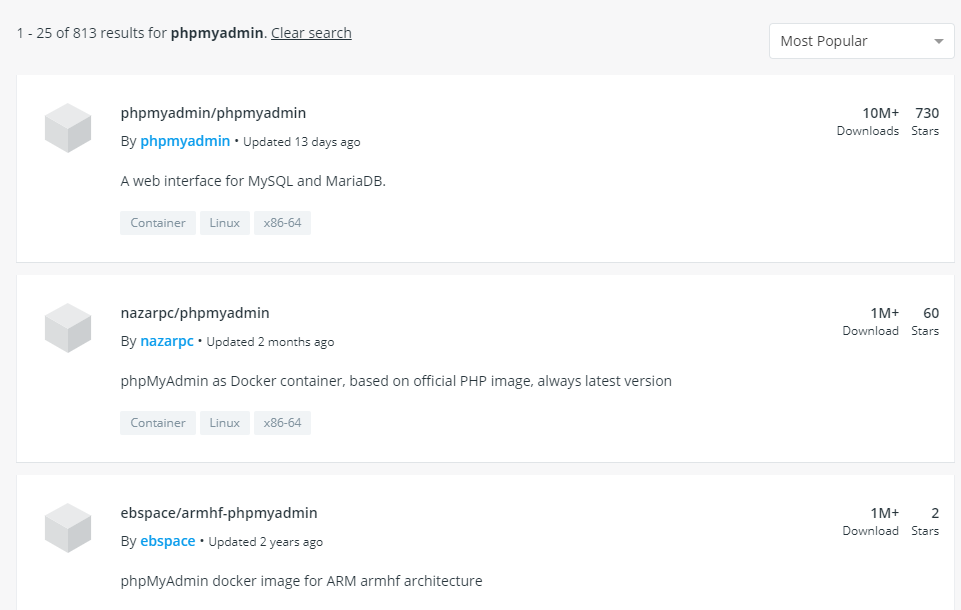 1 - 25 of 813 results for phpmyadmin. Clear search
Most Popular
phpmyadmin/phpmyadmin
By phpmyadmin • Updated 13 days ago
A web interface for MySQL and MariaDB.
Container Linux x86-64
10M+ 730
Downloads Stars
nazarpc/phpmyadmin
By nazarpc • Updated 2 months ago
phpMyAdmin as Docker container, based on official PHP image, always latest version
Container Linux x86-64
1M+ 60
Download Stars
ebspace/armhf-phpmyadmin
By ebspace • Updated 2 years ago
phpMyAdmin docker image for ARM armhf architecture
1M+ 2
Download Stars